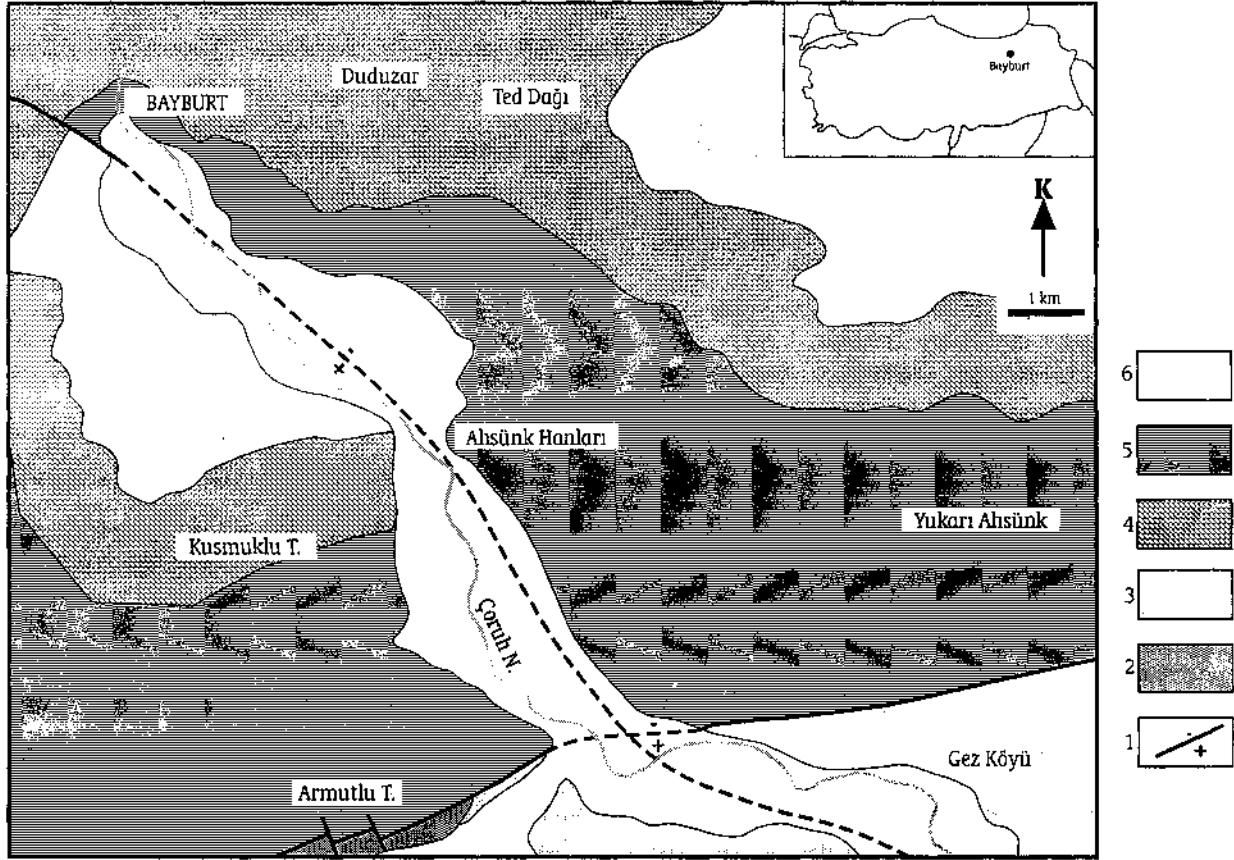 Duduzar
Ted Dağı
BAYBURT
Bayburt
K
1 km
Ahsünk Hanları
Yukarı Ahsünk
Kusmuklu T.
Çoruh N.
Gez Köyü
Armutlu T.
6
5
4
3
2
1